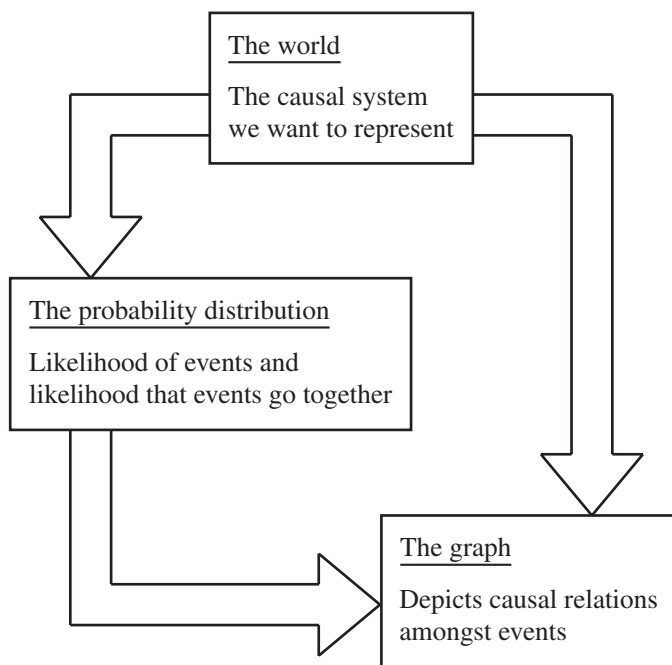 The world
The causal system
we want to represent
The probability distribution
Likelihood of events and
likelihood that events go together
The graph
Depicts causal relations
amongst events